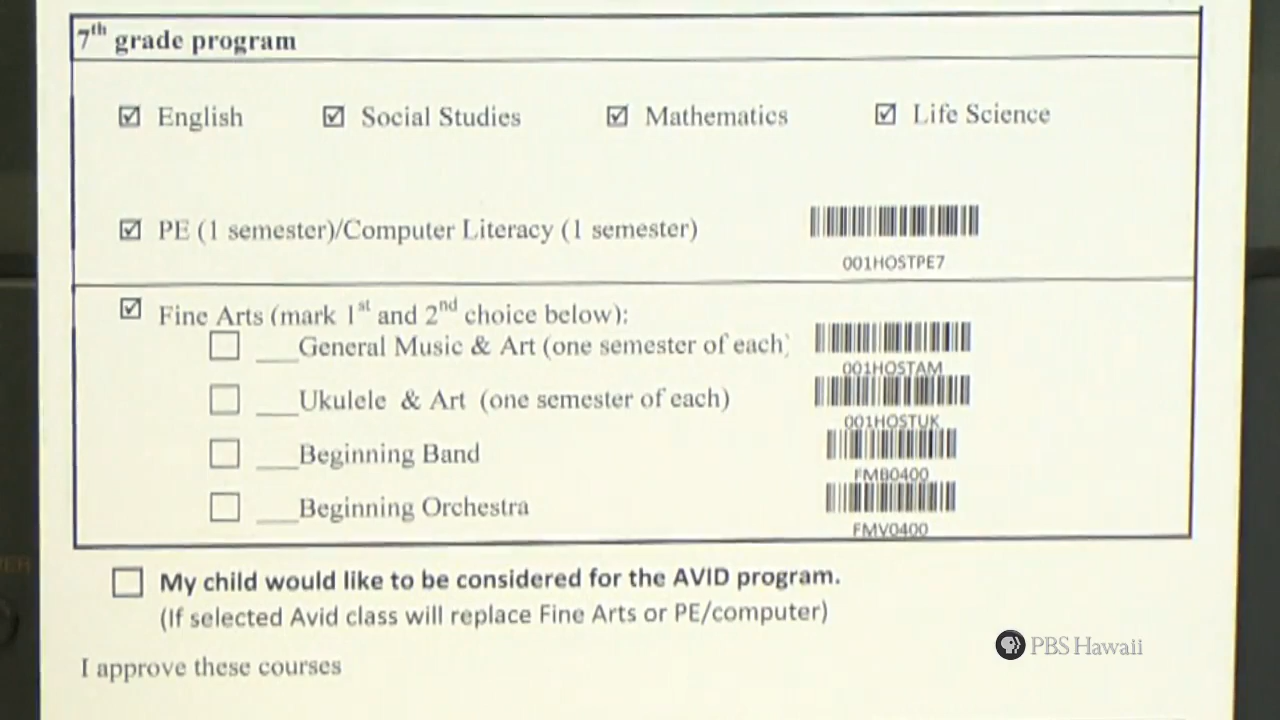 7th grade program
☑ English ☑ Social Studies ☑ Mathematics ☑ Life Science
☑ PE (1 semester)/Computer Literacy (1 semester)
001HOSTPE7
☑ Fine Arts (mark 1st and 2nd choice below):
☐ ___General Music & Art (one semester of each)
001HOSTAM
☐ ___Ukulele & Art (one semester of each)
001HOSTUK
☐ ___Beginning Band
FMB0400
☐ ___Beginning Orchestra
FMV0400
☐ My child would like to be considered for the AVID program.
(If selected Avid class will replace Fine Arts or PE/computer)
PBS Hawaii
I approve these courses